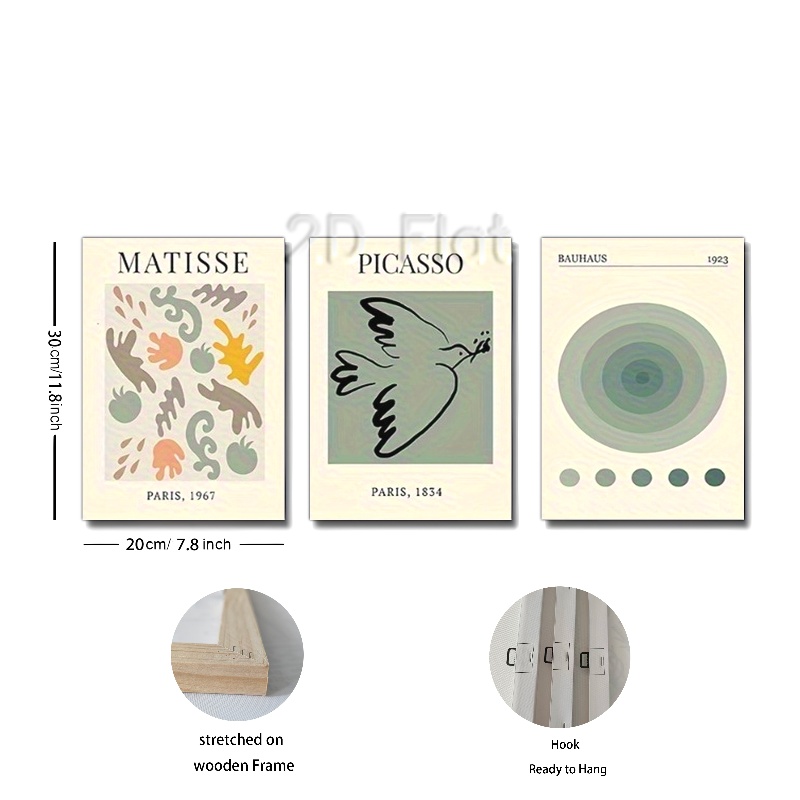 2D Flat
MATISSE
PICASSO
BAUHAUS 1923
30cm/11.8inch
PARIS, 1967
PARIS, 1834
20cm/ 7.8 inch
stretched on
wooden Frame
Hook
Ready to Hang